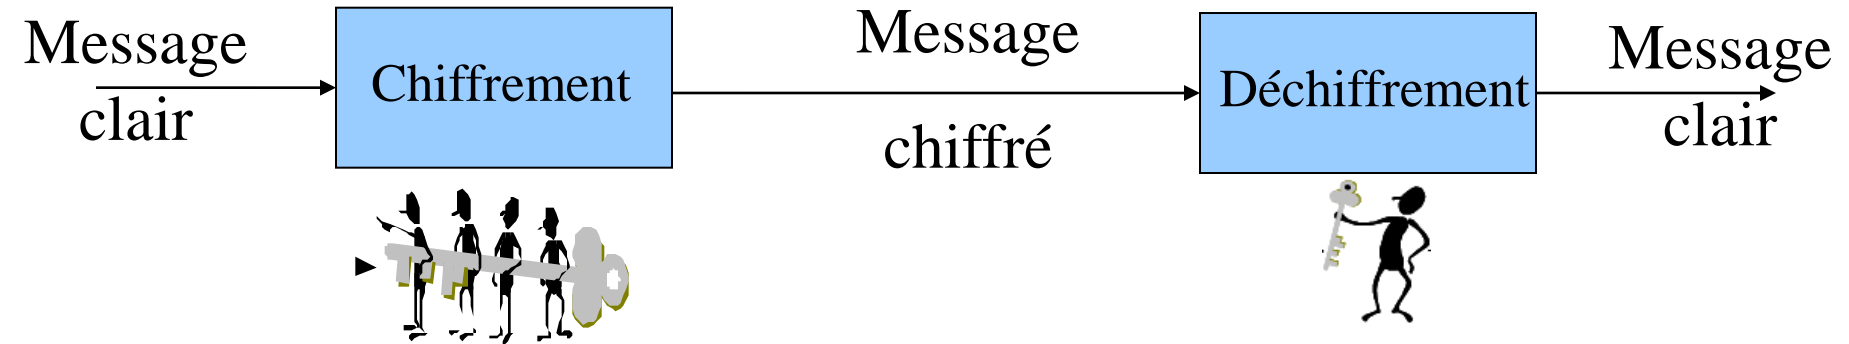 Message
clair
Chiffrement
Message
chiffré
Déchiffrement
Message
clair